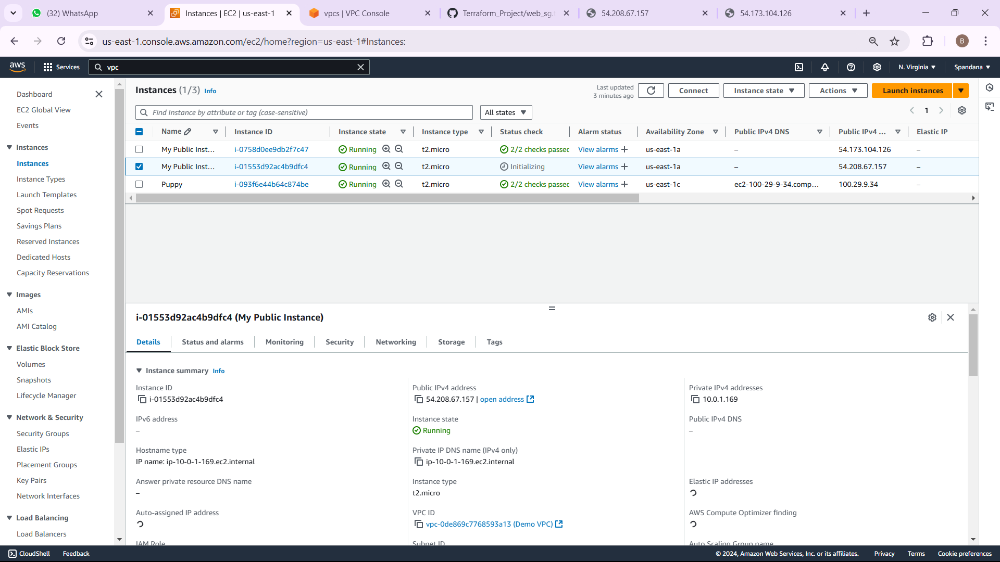 (32) WhatsApp
Instances | EC2 | us-east-1
vpcs | VPC Console
Terraform_Project/web_sg.
54.208.67.157
54.173.104.126
us-east-1.console.aws.amazon.com/ec2/home?region=us-east-1#Instances:
B
aws
Services
vpc
N. Virginia
Spandana
Dashboard
EC2 Global View
Events
Instances
Instances
Instance Types
Launch Templates
Spot Requests
Savings Plans
Reserved Instances
Dedicated Hosts
Capacity Reservations
Images
AMIs
AMI Catalog
Elastic Block Store
Volumes
Snapshots
Lifecycle Manager
Network & Security
Security Groups
Elastic IPs
Placement Groups
Key Pairs
Network Interfaces
Load Balancing
Load Balancers
Instances (1/3) Info
Last updated
3 minutes ago
Connect
Instance state
Actions
Launch instances
Find Instance by attribute or tag (case-sensitive)
All states
1
Name Instance ID Instance state Instance type Status check Alarm status Availability Zone Public IPv4 DNS Public IPv4 ... Elastic IP
My Public Inst... i-0758d0ee9db2f7c47 Running t2.micro 2/2 checks passec View alarms + us-east-1a – 54.173.104.126 –
My Public Inst... i-01553d92ac4b9dfc4 Running t2.micro Initializing View alarms + us-east-1a – 54.208.67.157 –
Puppy i-093f6e44b64c874be Running t2.micro 2/2 checks passec View alarms + us-east-1c ec2-100-29-9-34.comp... 100.29.9.34 –
i-01553d92ac4b9dfc4 (My Public Instance)
Details
Status and alarms
Monitoring
Security
Networking
Storage
Tags
Instance summary Info
Instance ID
i-01553d92ac4b9dfc4
Public IPv4 address
54.208.67.157 | open address
Private IPv4 addresses
10.0.1.169
IPv6 address
–
Instance state
Running
Public IPv4 DNS
–
Hostname type
IP name: ip-10-0-1-169.ec2.internal
Private IP DNS name (IPv4 only)
ip-10-0-1-169.ec2.internal
Answer private resource DNS name
–
Instance type
t2.micro
Elastic IP addresses
Auto-assigned IP address
VPC ID
vpc-0de869c7768593a13 (Demo VPC)
AWS Compute Optimizer finding
IAM Role
Subnet ID
Auto Scaling Group name
CloudShell
Feedback
© 2024, Amazon Web Services, Inc. or its affiliates.
Privacy
Terms
Cookie preferences